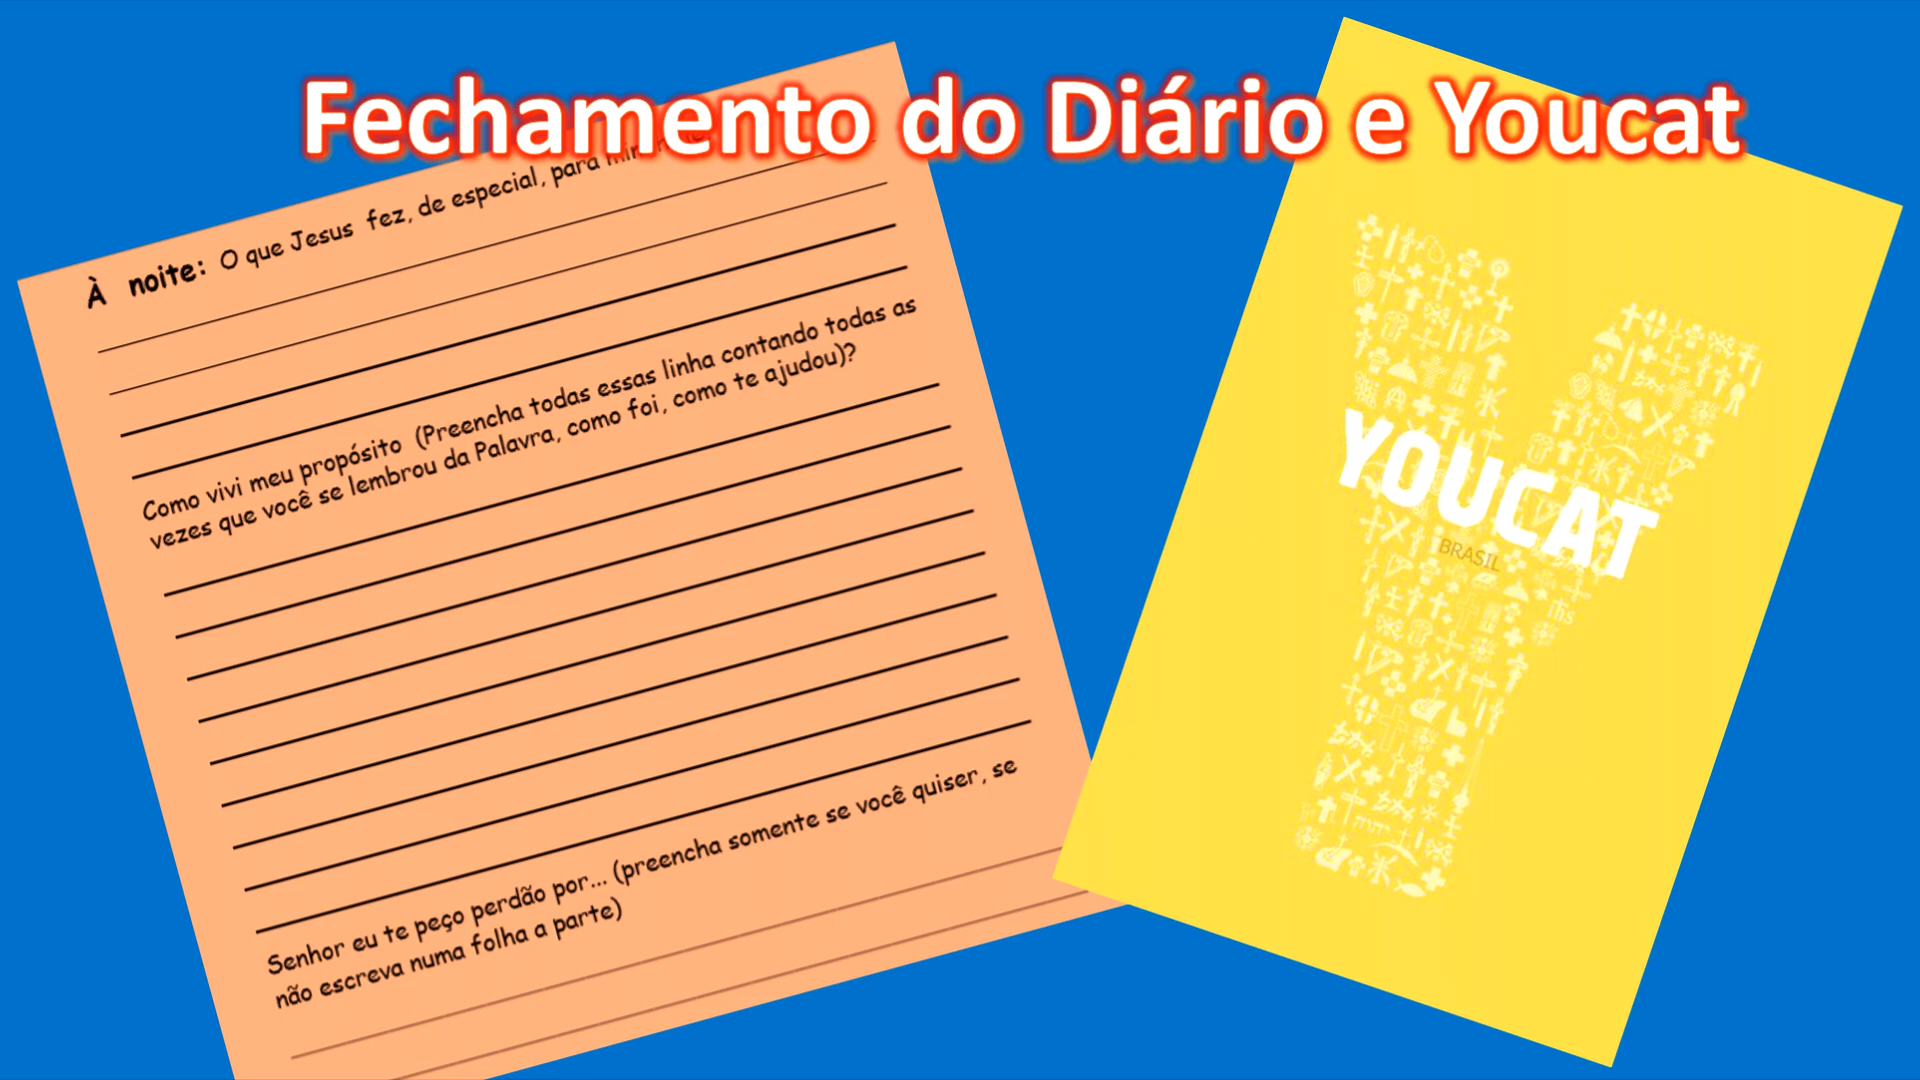 Fechamento do Diário e Youcat
À noite: O que Jesus fez, de especial, para
Como vivi meu propósito (Preencha todas essas linha contando todas as
vezes que você se lembrou da Palavra, como foi, como te ajudou)?
Senhor eu te peço perdão por... (preencha somente se você quiser, se
não escreva numa folha a parte)
YOUCAT
BRASIL
ihs